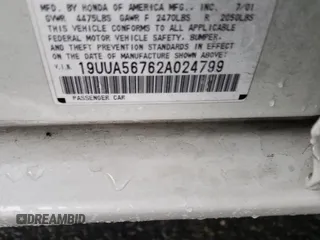 MFD. BY HONDA OF AMERICA MFG., INC. 7/01
GVWR 4475LBS GAWR F 2470LBS R 2050LBS
THIS VEHICLE CONFORMS TO ALL APPLICABLE
FEDERAL MOTOR VEHICLE SAFETY, BUMPER,
AND THEFT PREVENTION STANDARDS IN EFFECT ON
THE DATE OF MANUFACTURE SHOWN ABOVE.
V.I.N. 19UUA56762A024799
PASSENGER CAR
DREAMBID